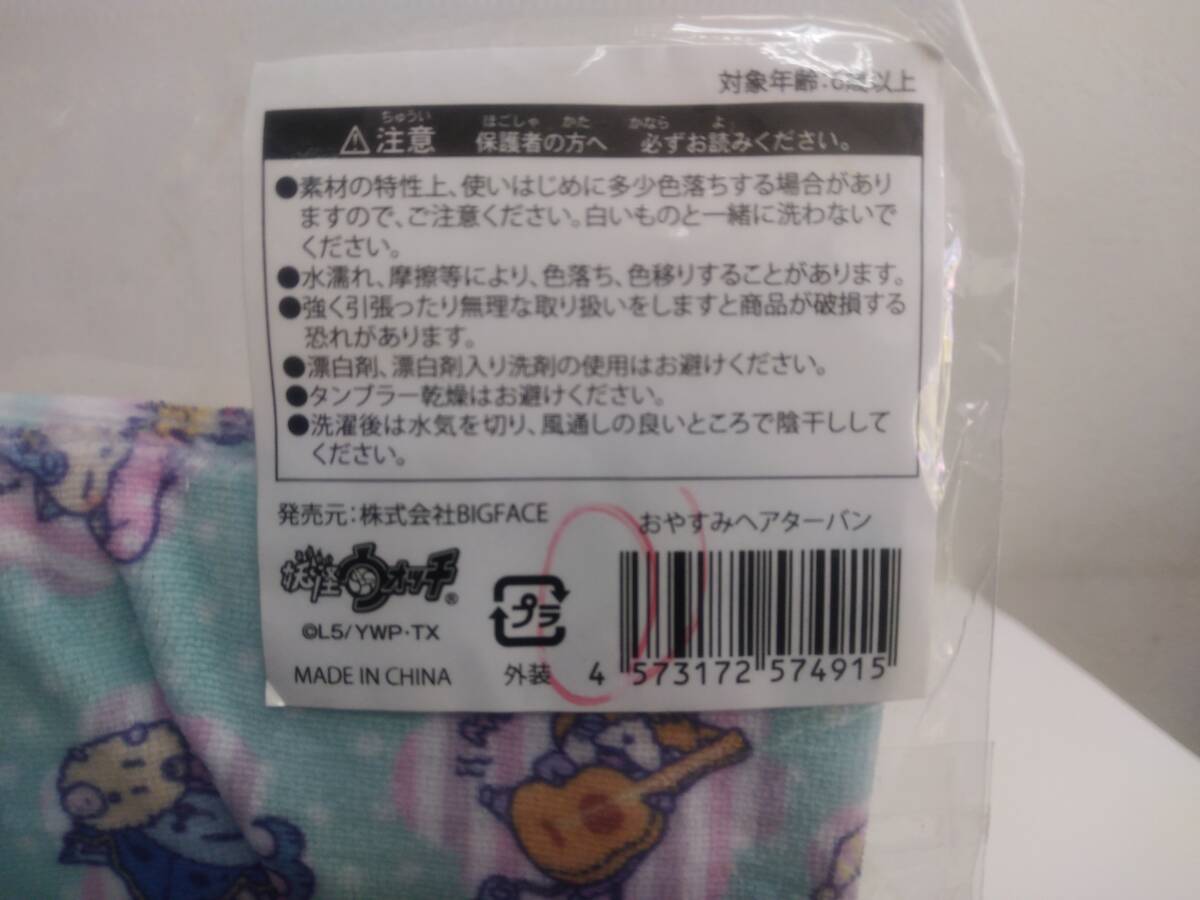 対象年齢:6歳以上
ちゅうい ほごしゃ かた かなら よ
⚠注意 保護者の方へ 必ずお読みください。
●素材の特性上、使いはじめに多少色落ちする場合があり
ますので、ご注意ください。白いものと一緒に洗わないで
ください。
●水濡れ、摩擦等により、色落ち、色移りすることがあります。
●強く引張ったり無理な取り扱いをしますと商品が破損する
恐れがあります。
●漂白剤、漂白剤入り洗剤の使用はお避けください。
●タンブラー乾燥はお避けください。
●洗濯後は水気を切り、風通しの良いところで陰干しして
ください。
発売元:株式会社BIGFACE
おやすみヘアターバン
妖怪ウォッチ®
©L5/YWP・TX
MADE IN CHINA
プラ
外装
4 573172 574915